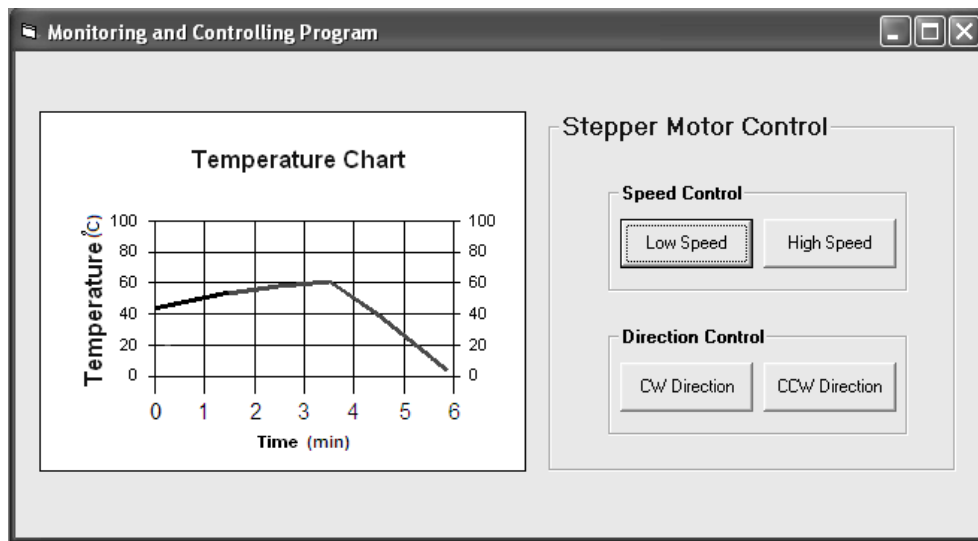 Monitoring and Controlling Program
Temperature Chart
Temperature (°C)
100
80
60
40
20
0
100
80
60
40
20
0
0 1 2 3 4 5 6
Time (min)
Stepper Motor Control
Speed Control
Low Speed High Speed
Direction Control
CW Direction CCW Direction